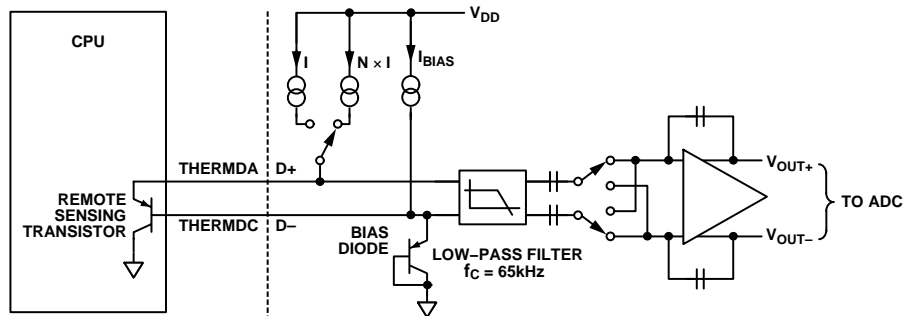 CPU
V_DD
I
N × I
I_BIAS
THERMDA
D+
REMOTE
SENSING
TRANSISTOR
THERMDC
D−
BIAS
DIODE
LOW−PASS FILTER
f_C = 65kHz
V_OUT+
V_OUT−
TO ADC